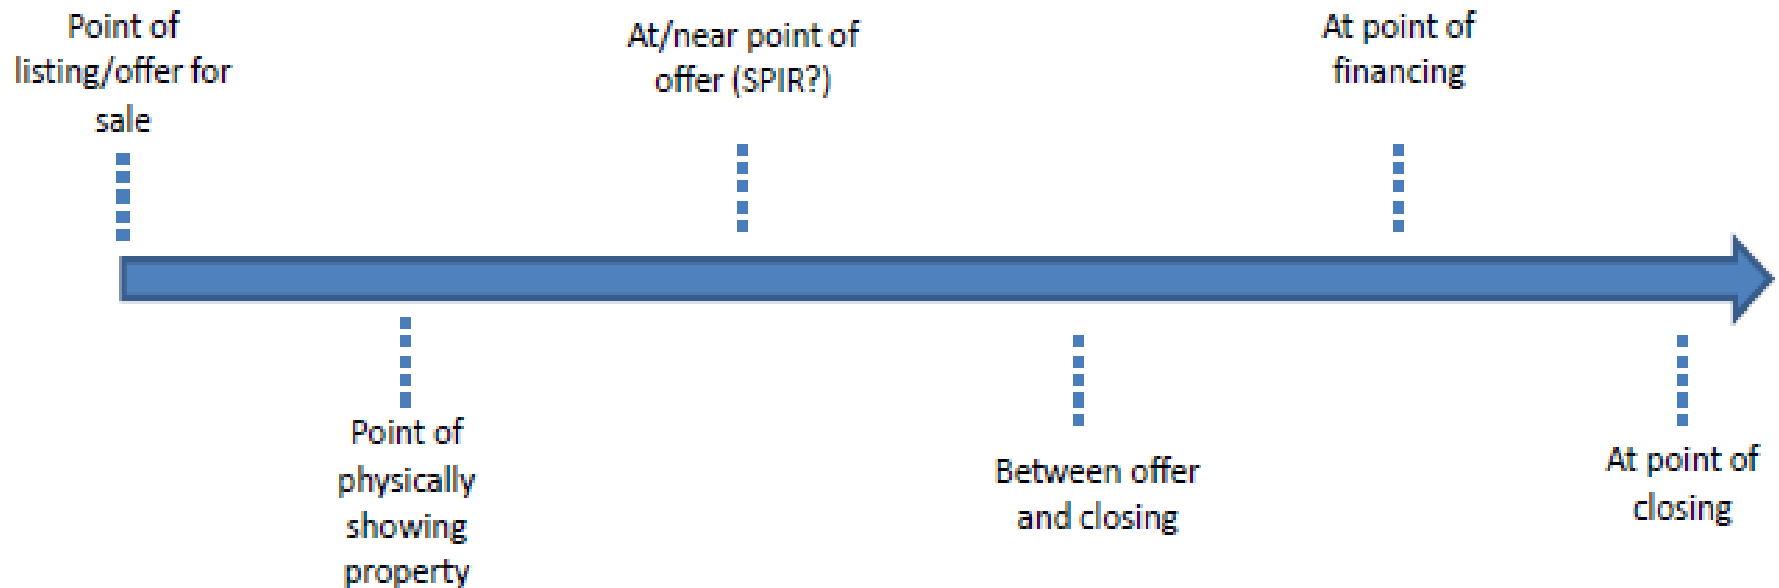 Point of
listing/offer for
sale
At/near point of
offer (SPIR?)
At point of
financing
Point of
physically
showing
property
Between offer
and closing
At point of
closing